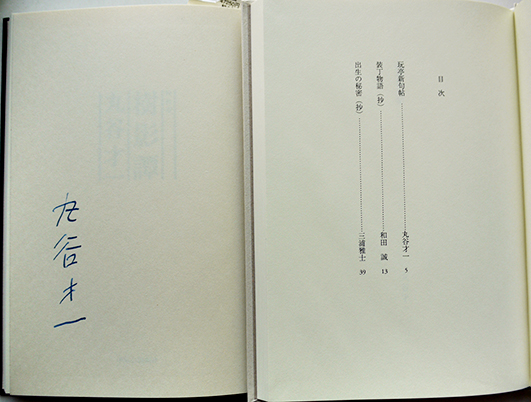 目次
玩亭新句帖……丸谷才一 5
装丁物語(抄)……和田 誠 13
出生の秘密(抄)……三浦雅士 39
丸谷才一